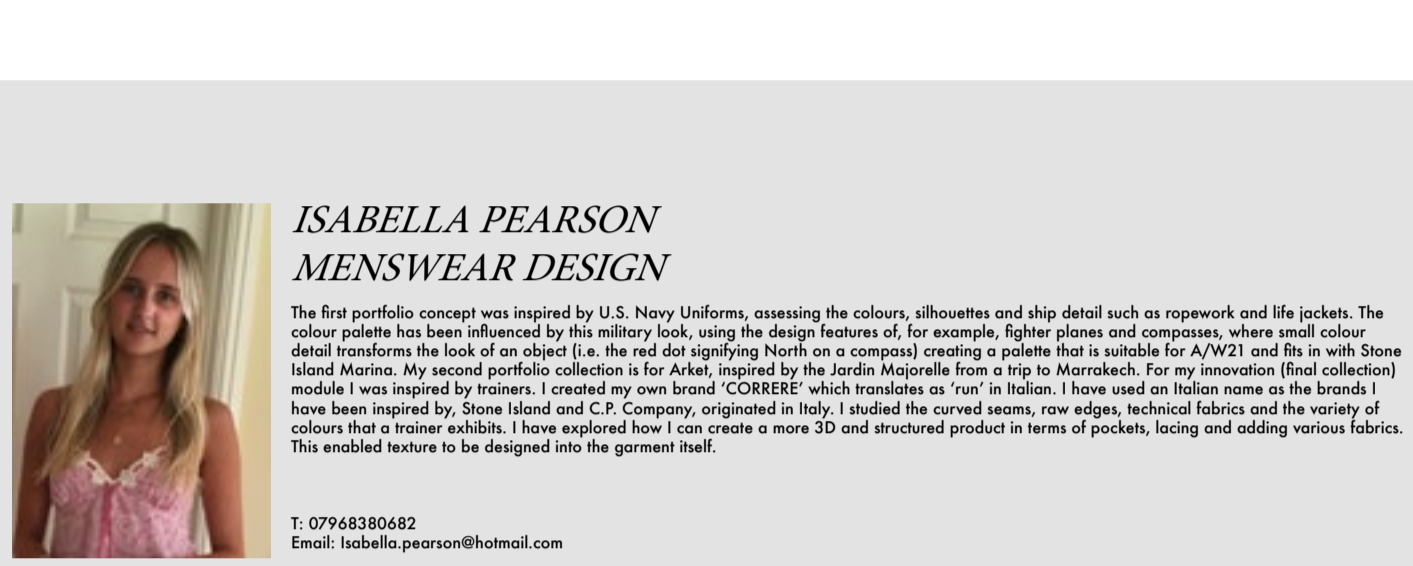 ISABELLA PEARSON
MENSWEAR DESIGN
The first portfolio concept was inspired by U.S. Navy Uniforms, assessing the colours, silhouettes and ship detail such as ropework and life jackets. The
colour palette has been influenced by this military look, using the design features of, for example, fighter planes and compasses, where small colour
detail transforms the look of an object (i.e. the red dot signifying North on a compass) creating a palette that is suitable for A/W21 and fits in with Stone
Island Marina. My second portfolio collection is for Arket, inspired by the Jardin Majorelle from a trip to Marrakech. For my innovation (final collection)
module I was inspired by trainers. I created my own brand ‘CORRERE’ which translates as ‘run’ in Italian. I have used an Italian name as the brands I
have been inspired by, Stone Island and C.P. Company, originated in Italy. I studied the curved seams, raw edges, technical fabrics and the variety of
colours that a trainer exhibits. I have explored how I can create a more 3D and structured product in terms of pockets, lacing and adding various fabrics.
This enabled texture to be designed into the garment itself.
T: 07968380682
Email: Isabella.pearson@hotmail.com